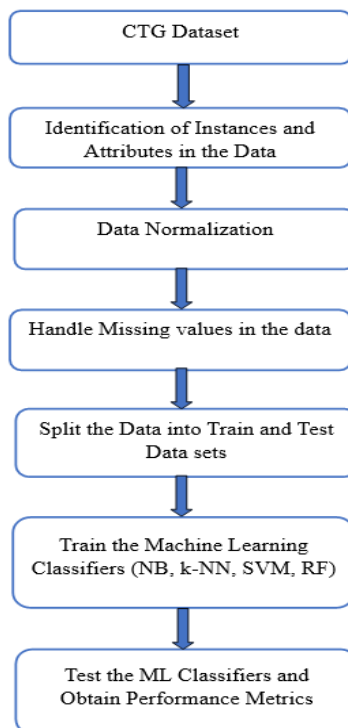 CTG Dataset
Identification of Instances and
Attributes in the Data
Data Normalization
Handle Missing values in the data
Split the Data into Train and Test
Data sets
Train the Machine Learning
Classifiers (NB, k-NN, SVM, RF)
Test the ML Classifiers and
Obtain Performance Metrics